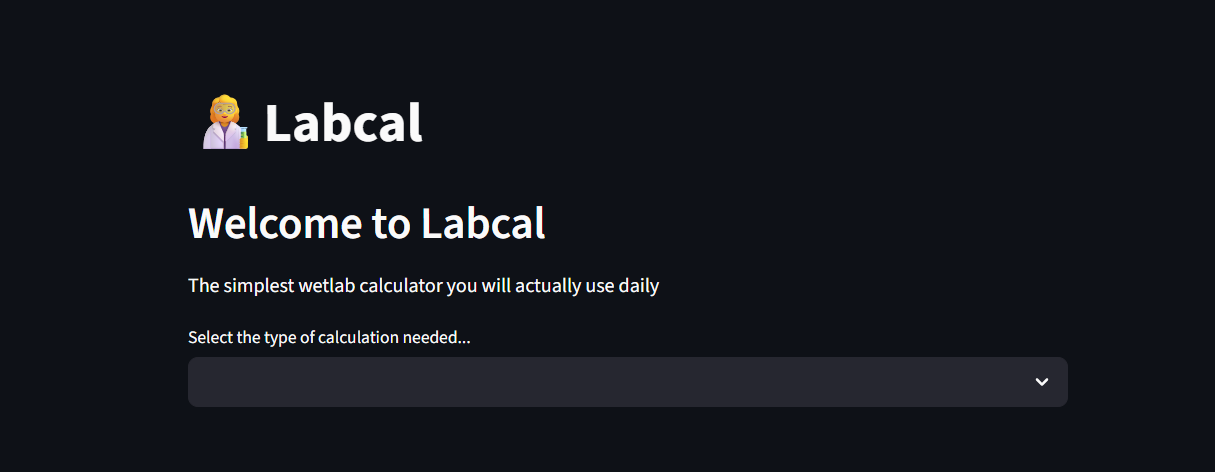 Labcal
Welcome to Labcal
The simplest wetlab calculator you will actually use daily
Select the type of calculation needed...